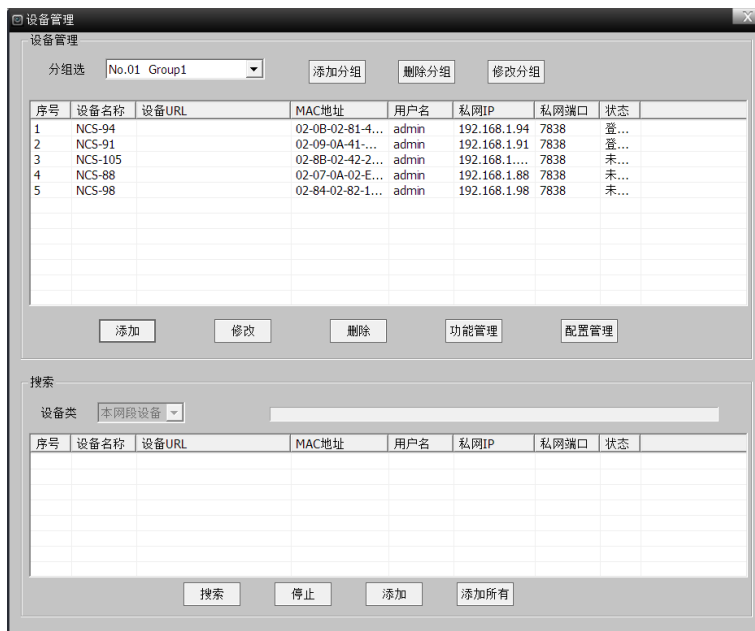 设备管理
设备管理
分组选 No.01 Group1 添加分组 删除分组 修改分组
序号 设备名称 设备URL MAC地址 用户名 私网IP 私网端口 状态
1 NCS-94 02-0B-02-81-4... admin 192.168.1.94 7838 登...
2 NCS-91 02-09-0A-41-... admin 192.168.1.91 7838 登...
3 NCS-105 02-8B-02-42-2... admin 192.168.1.... 7838 未...
4 NCS-88 02-07-0A-02-E... admin 192.168.1.88 7838 未...
5 NCS-98 02-84-02-82-1... admin 192.168.1.98 7838 未...
添加 修改 删除 功能管理 配置管理
搜索
设备类 本网段设备
序号 设备名称 设备URL MAC地址 用户名 私网IP 私网端口 状态
搜索 停止 添加 添加所有